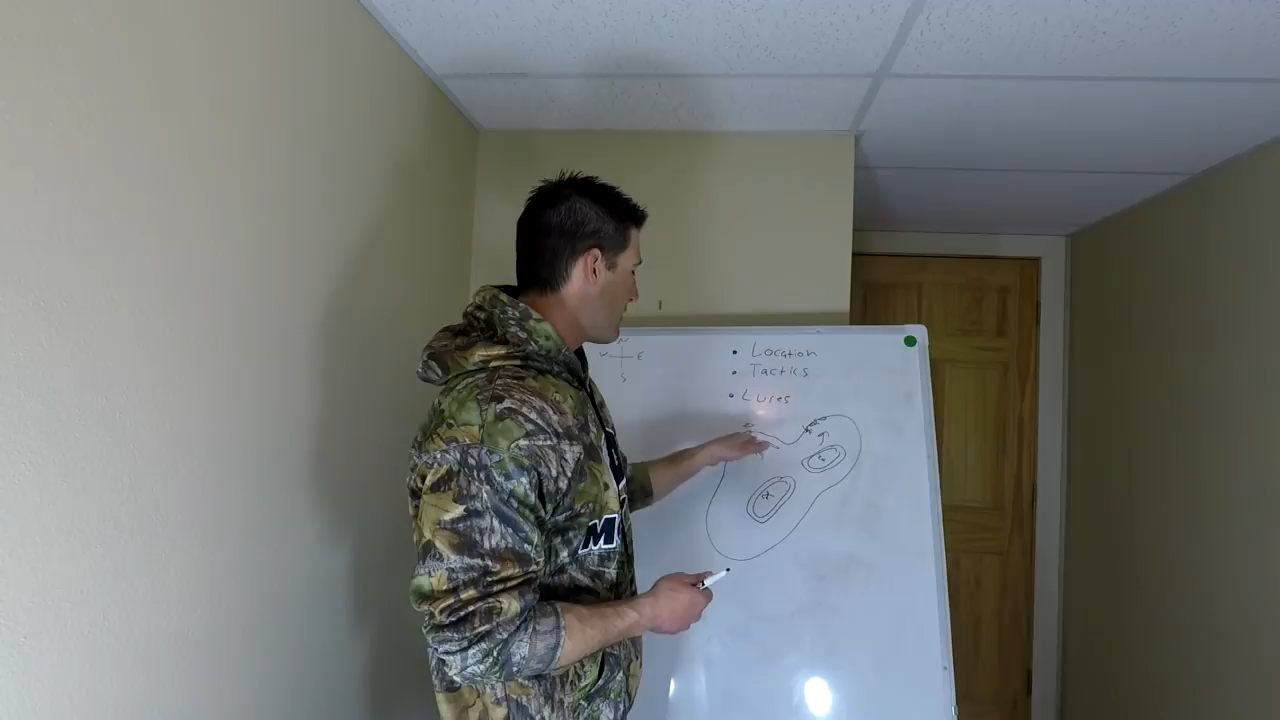 N
W E
S
• Location
• Tactics
• Lures
M